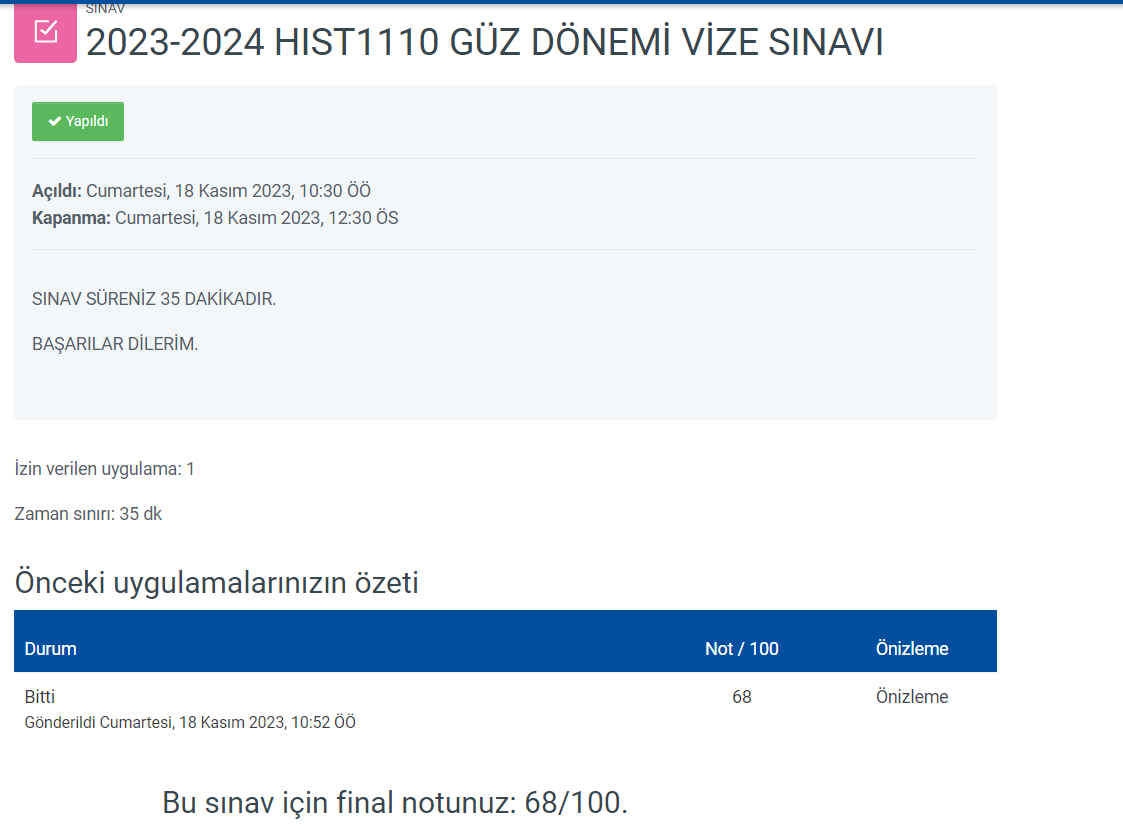 SINAV
2023-2024 HIST1110 GÜZ DÖNEMİ VİZE SINAVI
Yapıldı
Açıldı: Cumartesi, 18 Kasım 2023, 10:30 ÖÖ
Kapanma: Cumartesi, 18 Kasım 2023, 12:30 ÖS
SINAV SÜRENİZ 35 DAKİKADIR.
BAŞARILAR DİLERİM.
İzin verilen uygulama: 1
Zaman sınırı: 35 dk
Önceki uygulamalarınızın özeti
Durum Not / 100 Önizleme
Bitti 68 Önizleme
Gönderildi Cumartesi, 18 Kasım 2023, 10:52 ÖÖ
Bu sınav için final notunuz: 68/100.